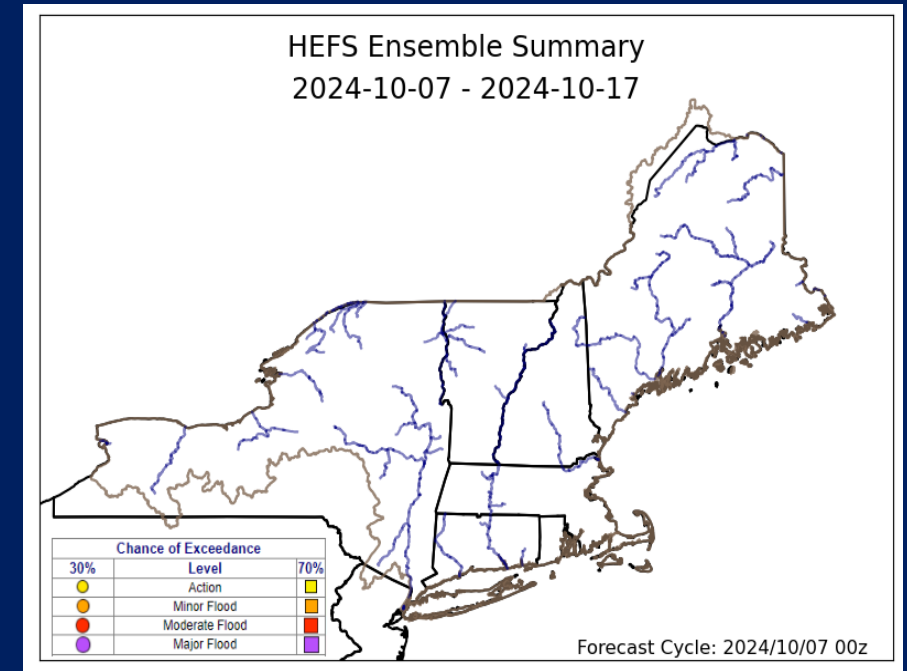 HEFS Ensemble Summary
2024-10-07 - 2024-10-17
Chance of Exceedance
30% Level 70%
Action
Minor Flood
Moderate Flood
Major Flood
Forecast Cycle: 2024/10/07 00z